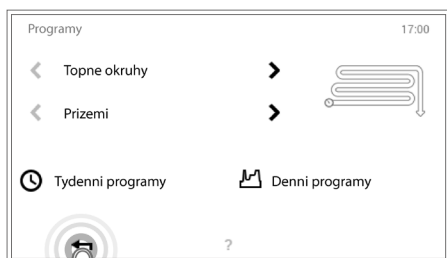 Programy 17:00
Topne okruhy
Prizemi
Tydenni programy Denni programy
?